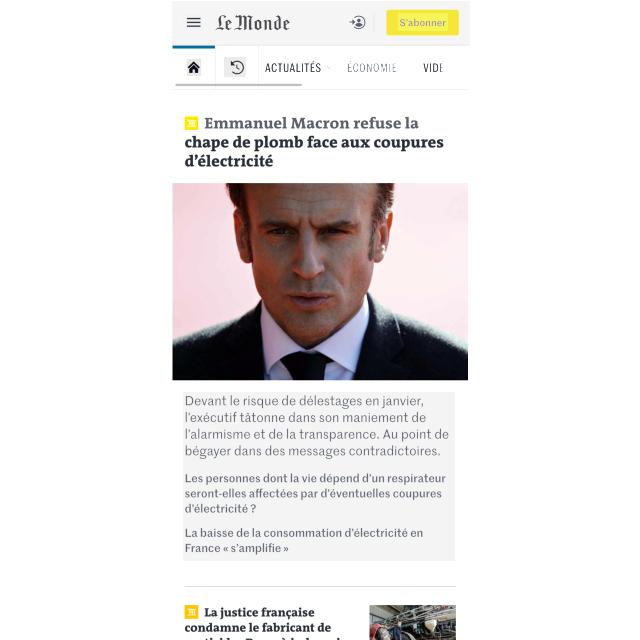 Le Monde
S'abonner
ACTUALITÉS ÉCONOMIE VIDE
Emmanuel Macron refuse la
chape de plomb face aux coupures
d'électricité
Devant le risque de délestages en janvier,
l'exécutif tâtonne dans son maniement de
l'alarmisme et de la transparence. Au point de
bégayer dans des messages contradictoires.
Les personnes dont la vie dépend d'un respirateur
seront-elles affectées par d'éventuelles coupures
d'électricité ?
La baisse de la consommation d'électricité en
France « s'amplifie »
La justice française
condamne le fabricant de